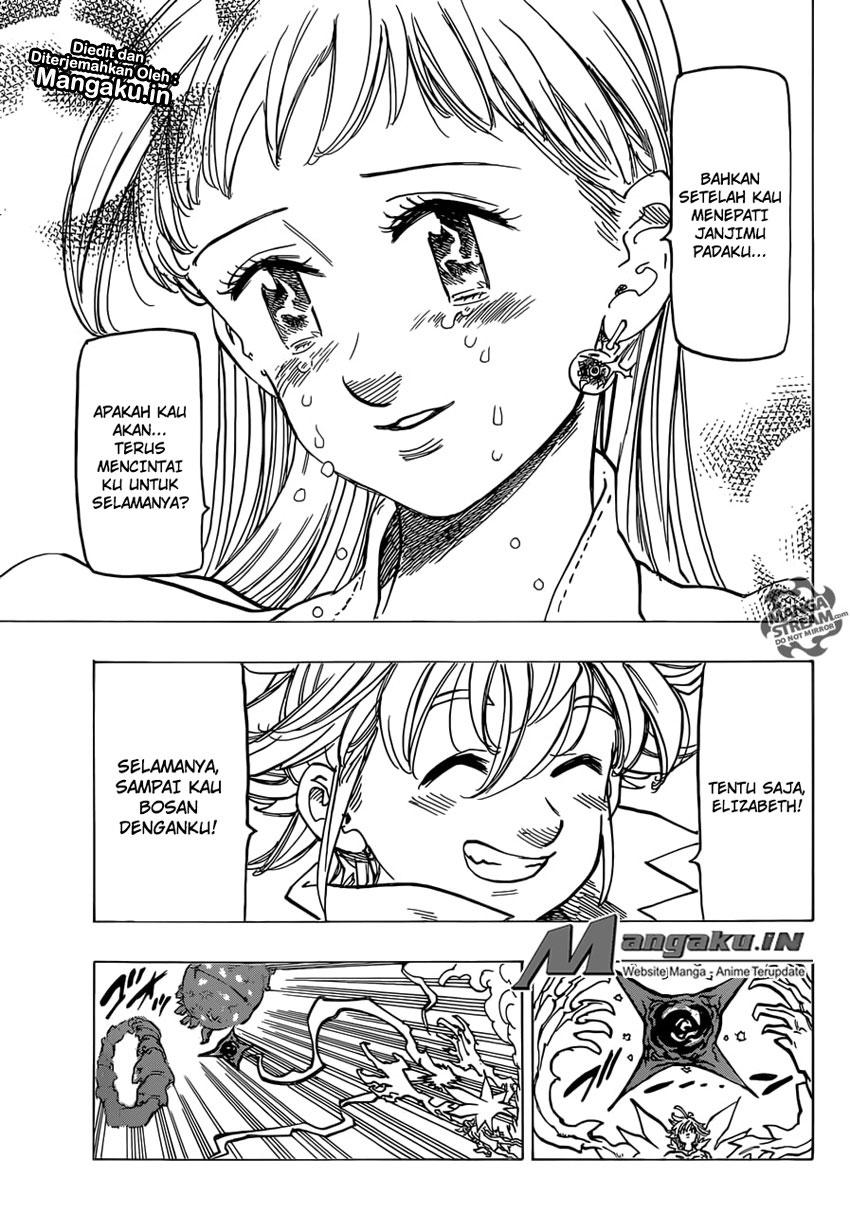 Diedit dan
Diterjemahkan Oleh :
Mangaku.in
BAHKAN
SETELAH KAU
MENEPATI
JANJIMU
PADAKU...
APAKAH KAU
AKAN...
TERUS
MENCINTAI
KU UNTUK
SELAMANYA?
MANGA
STREAM.com
DO NOT MIRROR
TENTU SAJA,
ELIZABETH!
SELAMANYA,
SAMPAI KAU
BOSAN
DENGANKU!
Mangaku.iN
Website Manga - Anime Terupdate